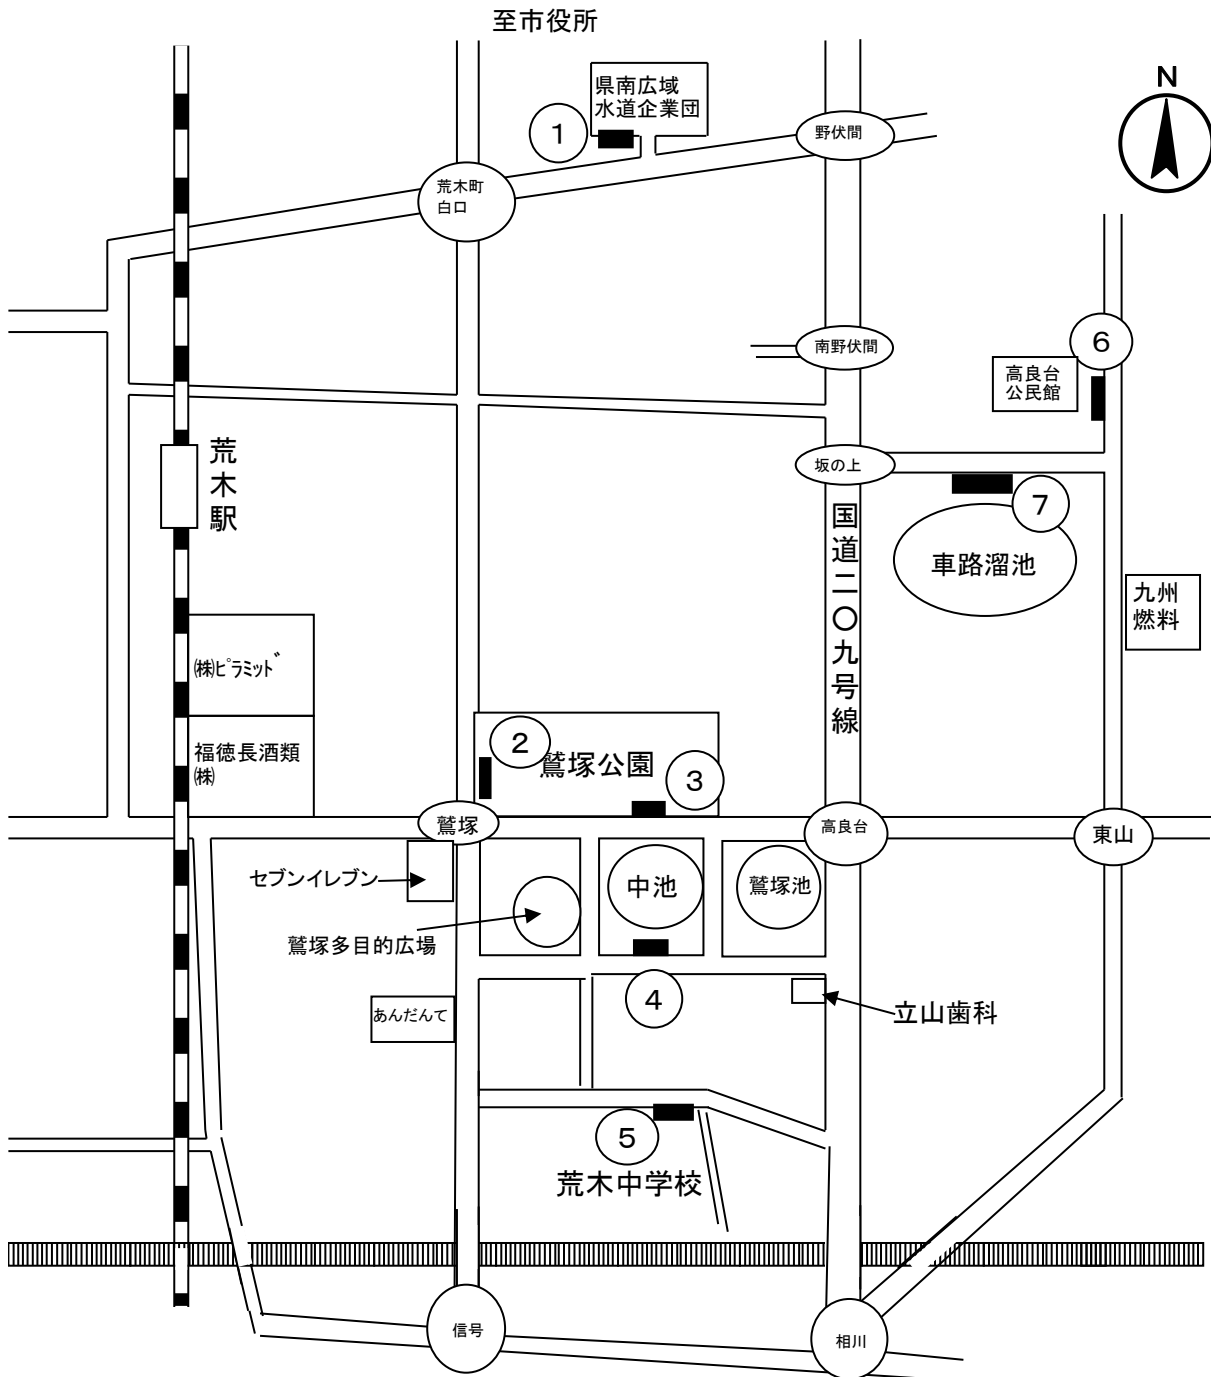 至市役所
N
県南広域
水道企業団
1
野伏間
荒木町
白口
南野伏間
6
高良台
公民館
荒木駅
坂の上
7
国道二〇九号線
車路溜池
九州
燃料
㈱ピラミッド
福徳長酒類
㈱
2
鷲塚公園
3
鷲塚
高良台
東山
セブンイレブン
中池
鷲塚池
鷲塚多目的広場
4
あんだんて
立山歯科
5
荒木中学校
信号
相川